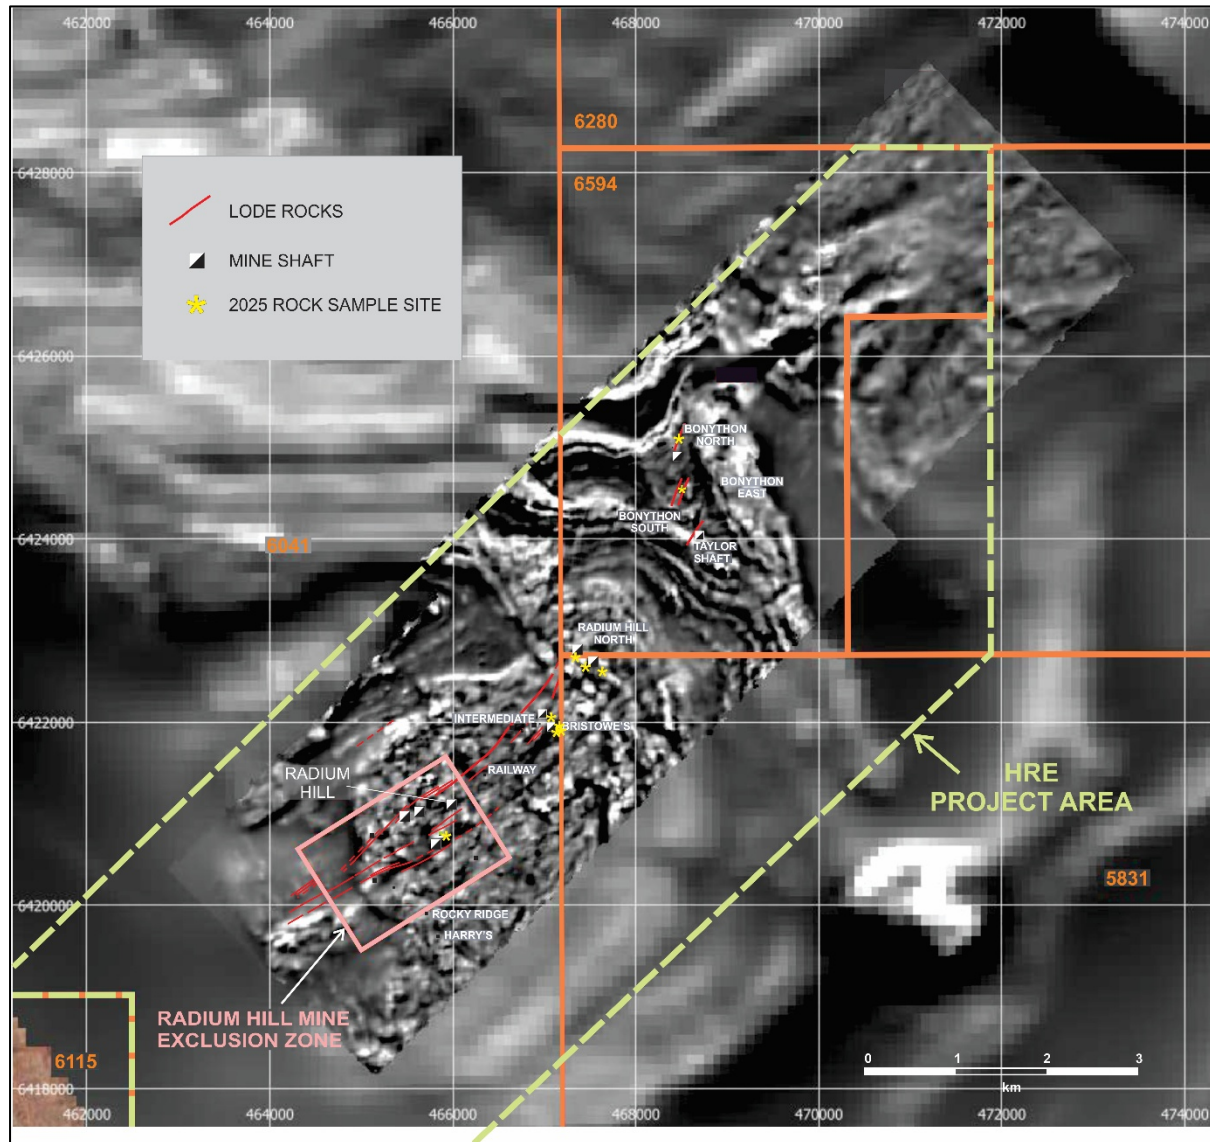 462000
464000
466000
468000
470000
472000
474000
6280
6428000
6594
LODE ROCKS
MINE SHAFT
2025 ROCK SAMPLE SITE
6426000
BONYTHON
NORTH
BONYTHON
EAST
BONYTHON
SOUTH
6424000
6041
TAYLOR
SHAFT
RADIUM HILL
NORTH
6422000
INTERMEDIATE
BRISTOWE'S
RAILWAY
RADIUM
HILL
HRE
PROJECT AREA
5831
6420000
ROCKY RIDGE
HARRY'S
RADIUM HILL MINE
EXCLUSION ZONE
6115
0
1
2
3
km
6418000
462000
464000
466000
468000
470000
472000
474000